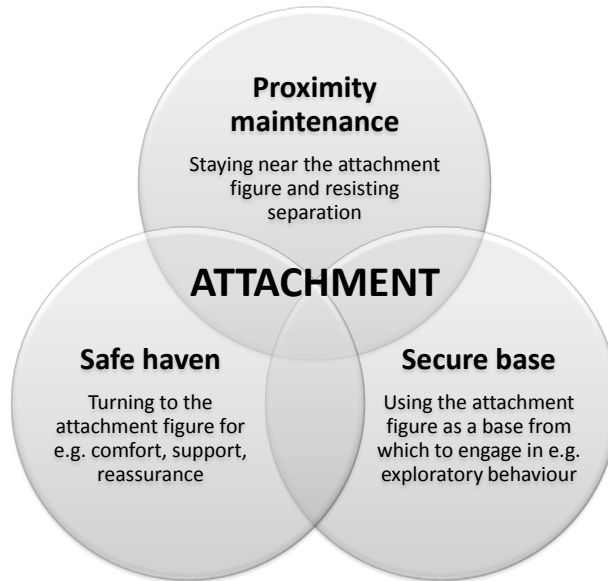 Proximity
maintenance
Staying near the attachment
figure and resisting
separation
ATTACHMENT
Safe haven
Turning to the
attachment figure for
e.g. comfort, support,
reassurance
Secure base
Using the attachment
figure as a base from
which to engage in e.g.
exploratory behaviour